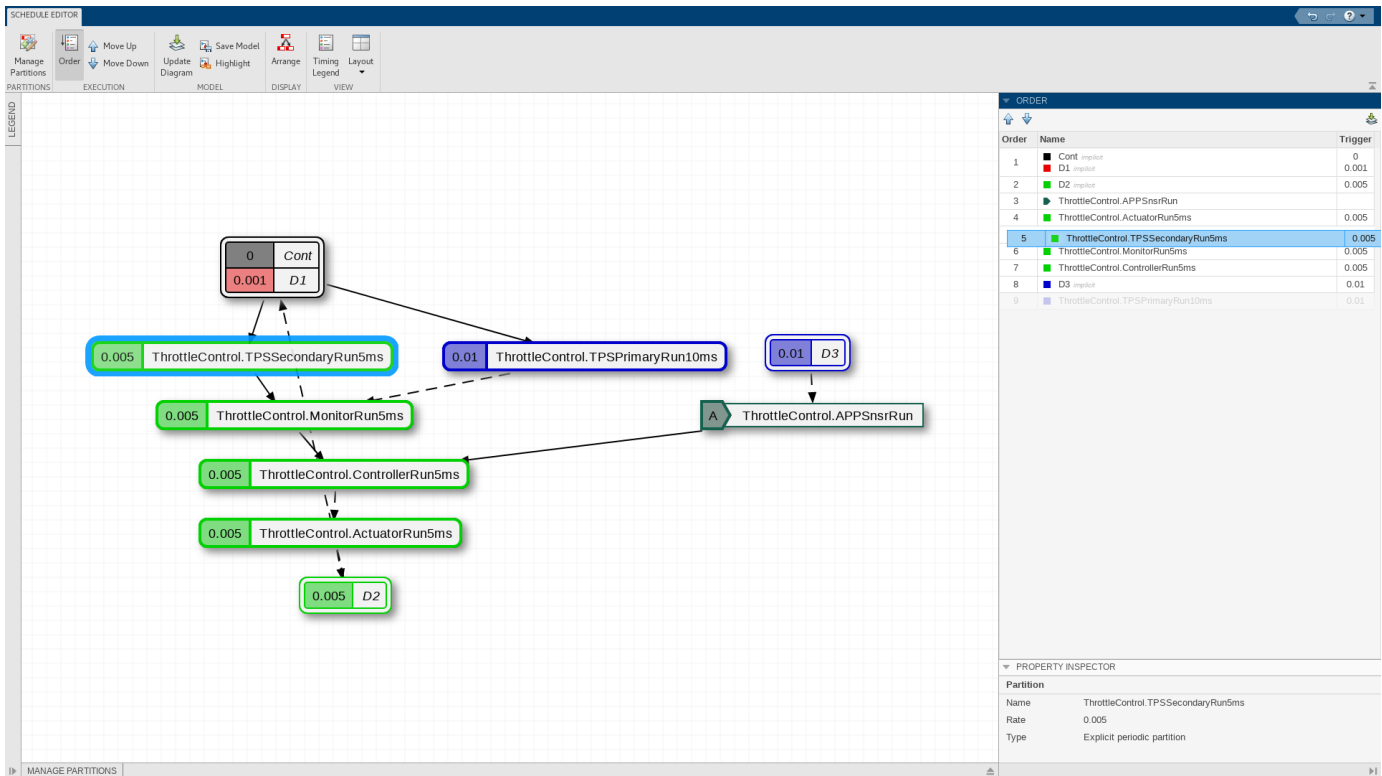 SCHEDULE EDITOR
?
Manage Partitions
Order
Move Up
Move Down
Update Diagram
Save Model
Highlight
Arrange
Timing Legend
Layout
PARTITIONS
EXECUTION
MODEL
DISPLAY
VIEW
LEGEND
0 Cont
0.001 D1
0.005 ThrottleControl.TPSSecondaryRun5ms
0.01 ThrottleControl.TPSPrimaryRun10ms
0.01 D3
0.005 ThrottleControl.MonitorRun5ms
A ThrottleControl.APPSnsrRun
0.005 ThrottleControl.ControllerRun5ms
0.005 ThrottleControl.ActuatorRun5ms
0.005 D2
MANAGE PARTITIONS
ORDER
Order Name Trigger
1 Cont implicit 0
D1 implicit 0.001
2 D2 implicit 0.005
3 ThrottleControl.APPSnsrRun
4 ThrottleControl.ActuatorRun5ms 0.005
5 ThrottleControl.TPSSecondaryRun5ms 0.005
6 ThrottleControl.MonitorRun5ms 0.005
7 ThrottleControl.ControllerRun5ms 0.005
8 D3 implicit 0.01
9 ThrottleControl.TPSPrimaryRun10ms 0.01
PROPERTY INSPECTOR
Partition
Name ThrottleControl.TPSSecondaryRun5ms
Rate 0.005
Type Explicit periodic partition